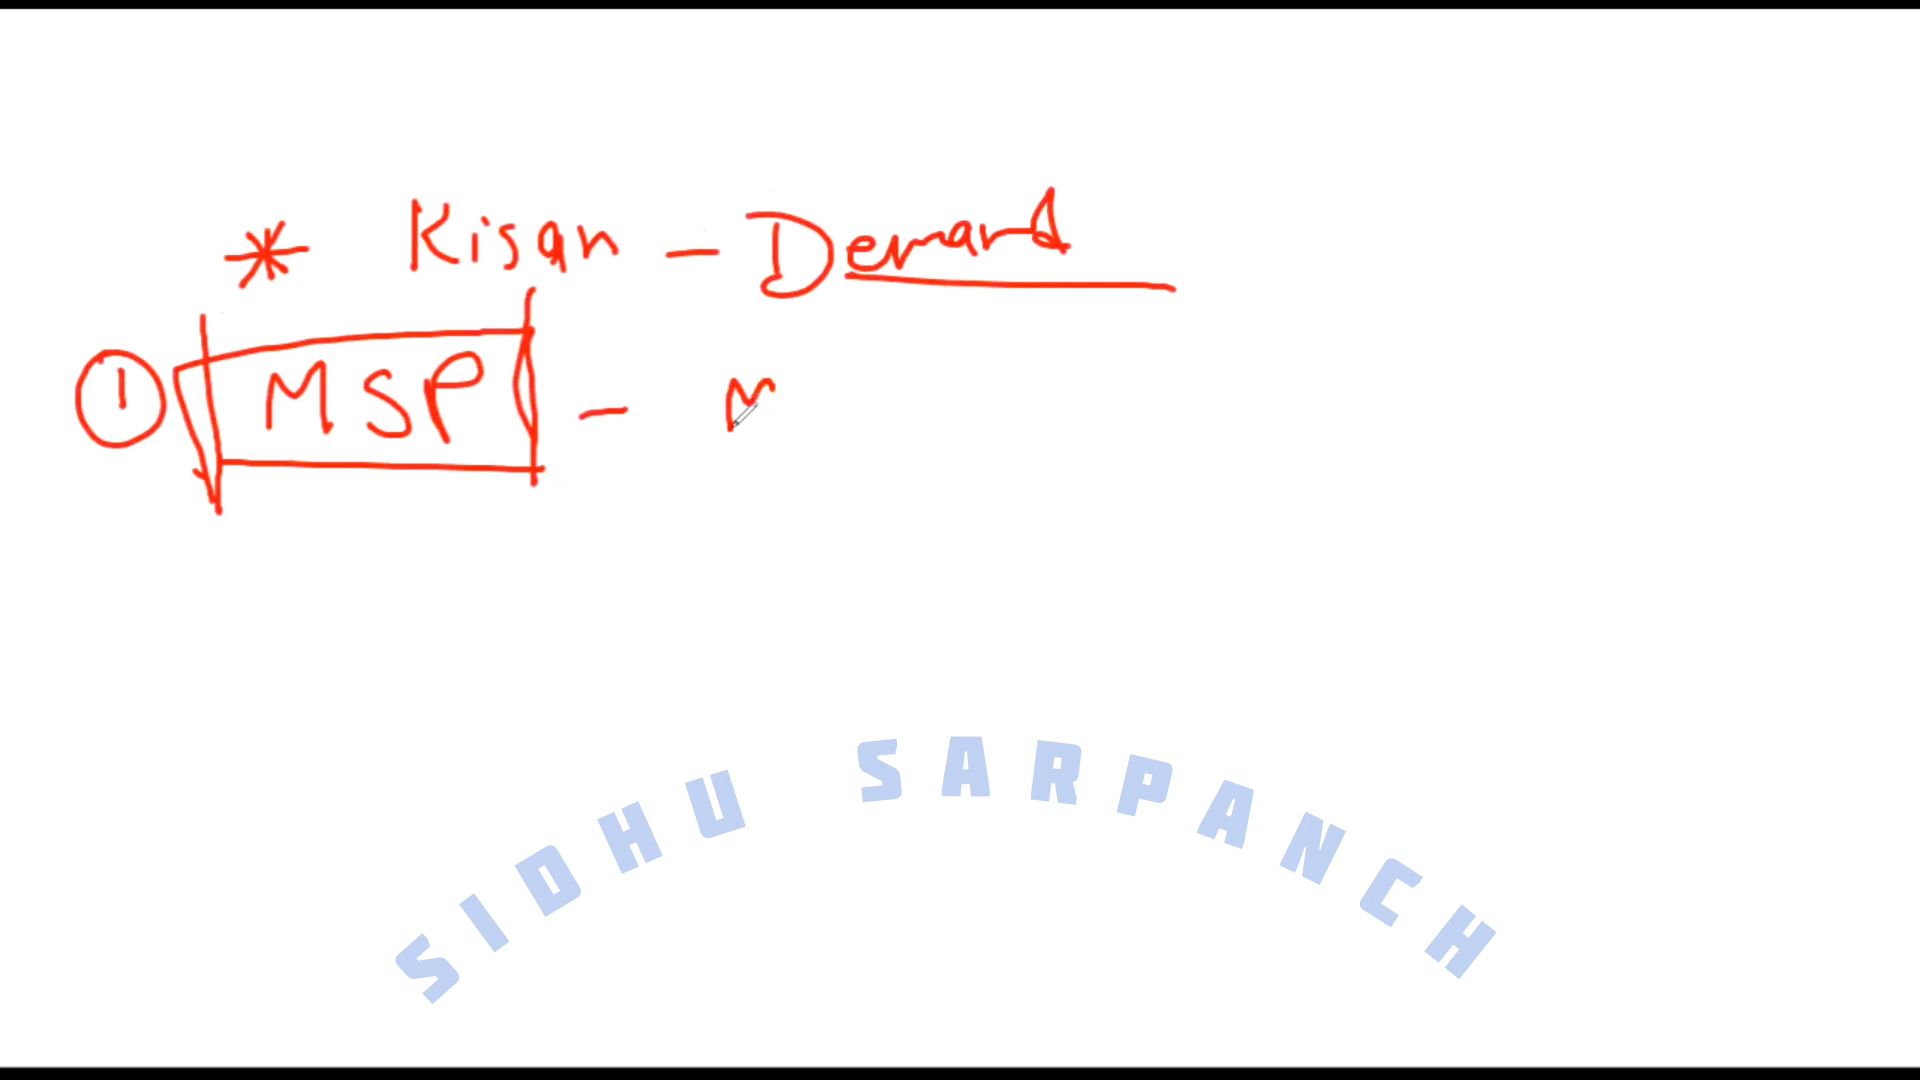 * Kisan - Demand
① MSP - M
SIDHU SARPANCH